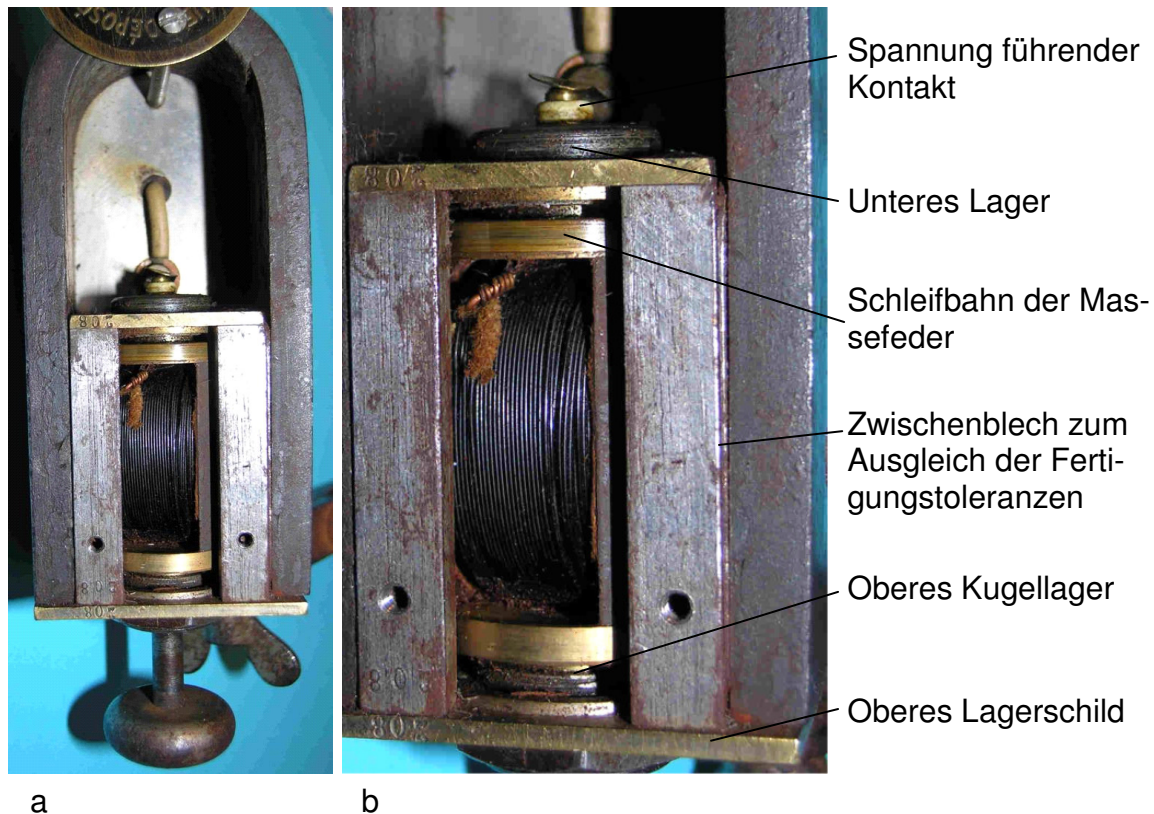 DÉPOSÉ
Spannung führender
Kontakt
Unteres Lager
Schleifbahn der Mas-
sefeder
Zwischenblech zum
Ausgleich der Ferti-
gungstoleranzen
Oberes Kugellager
Oberes Lagerschild
a
b